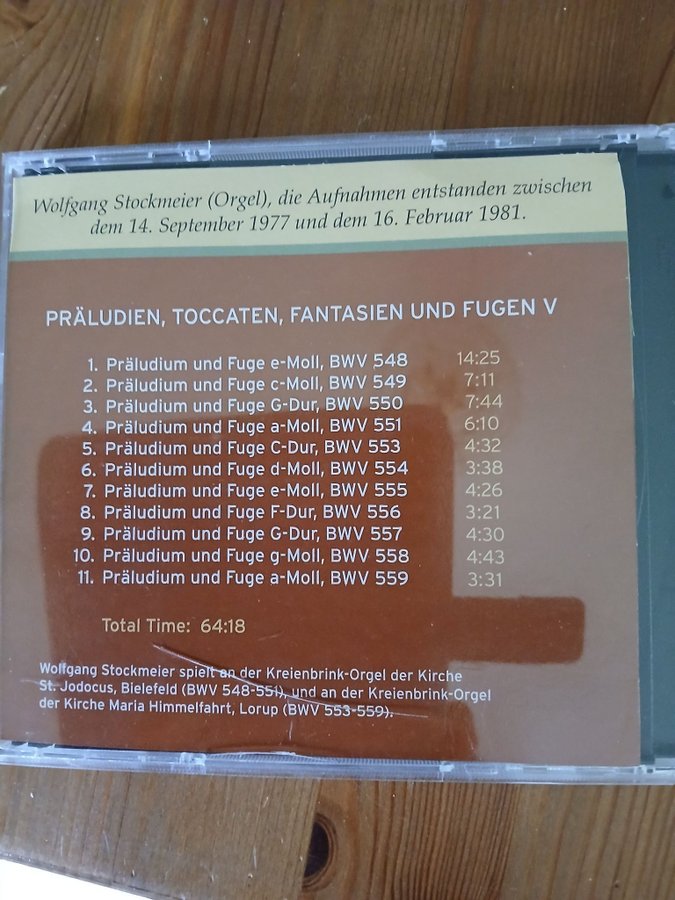 Wolfgang Stockmeier (Orgel), die Aufnahmen entstanden zwischen
dem 14. September 1977 und dem 16. Februar 1981.
PRÄLUDIEN, TOCCATEN, FANTASIEN UND FUGEN V
1. Präludium und Fuge e-Moll, BWV 548 14:25
2. Präludium und Fuge c-Moll, BWV 549 7:11
3. Präludium und Fuge G-Dur, BWV 550 7:44
4. Präludium und Fuge a-Moll, BWV 551 6:10
5. Präludium und Fuge C-Dur, BWV 553 4:32
6. Präludium und Fuge d-Moll, BWV 554 3:38
7. Präludium und Fuge e-Moll, BWV 555 4:26
8. Präludium und Fuge F-Dur, BWV 556 3:21
9. Präludium und Fuge G-Dur, BWV 557 4:30
10. Präludium und Fuge g-Moll, BWV 558 4:43
11. Präludium und Fuge a-Moll, BWV 559 3:31
Total Time: 64:18
Wolfgang Stockmeier spielt an der Kreienbrink-Orgel der Kirche
St. Jodocus, Bielefeld (BWV 548-551), und an der Kreienbrink-Orgel
der Kirche Maria Himmelfahrt, Lorup (BWV 553-559).